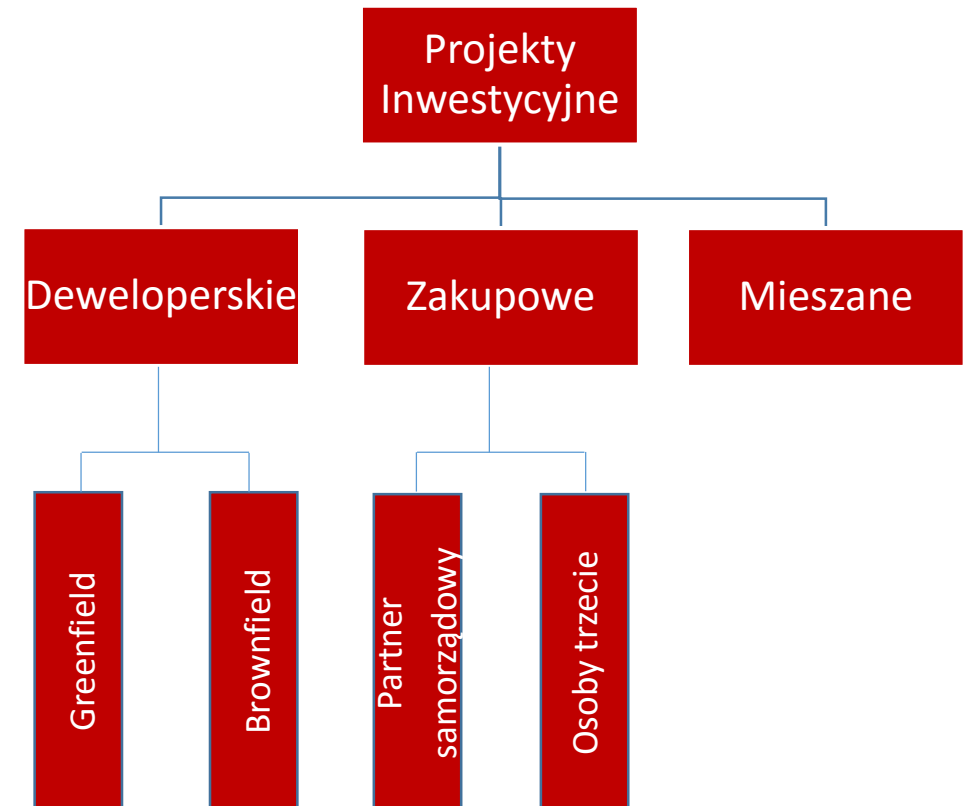 Projekty
Inwestycyjne
Deweloperskie
Zakupowe
Mieszane
Greenfield
Brownfield
Partner
samorządowy
Osoby trzecie